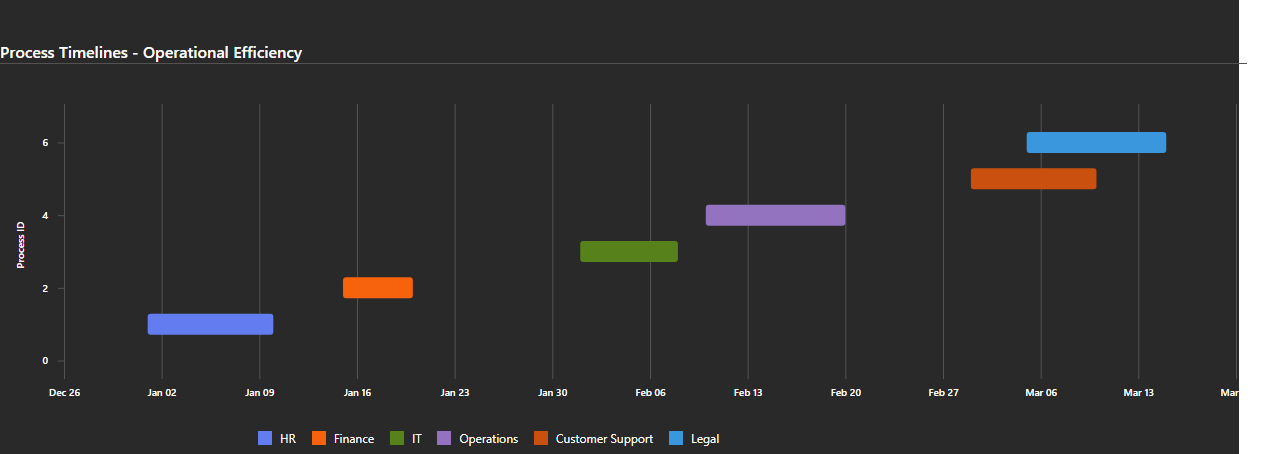 Process Timelines - Operational Efficiency
6
4
2
0
Process ID
Dec 26 Jan 02 Jan 09 Jan 16 Jan 23 Jan 30 Feb 06 Feb 13 Feb 20 Feb 27 Mar 06 Mar 13 Mar
HR Finance IT Operations Customer Support Legal